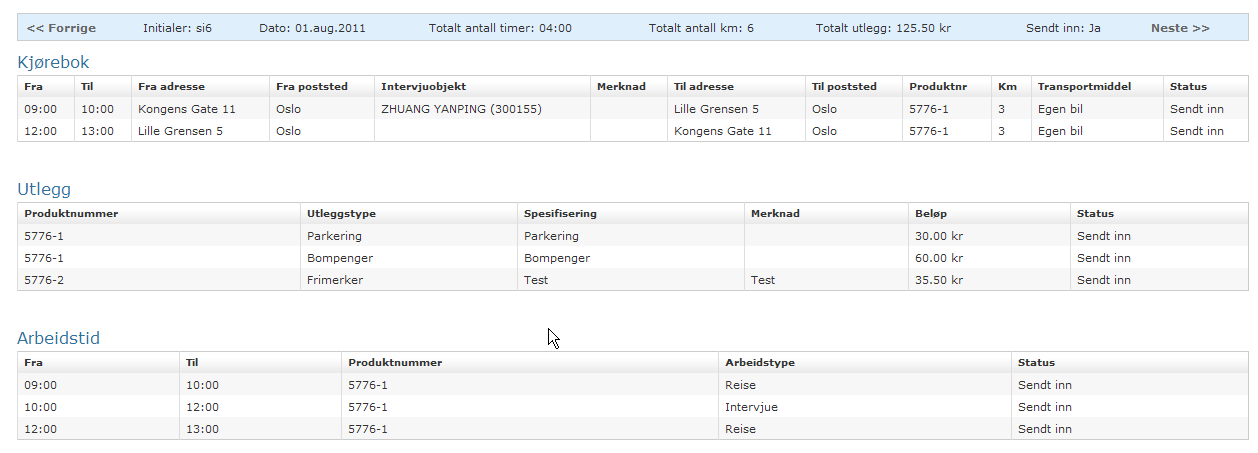 << Forrige Initialer: si6 Dato: 01.aug.2011 Totalt antall timer: 04:00 Totalt antall km: 6 Totalt utlegg: 125.50 kr Sendt inn: Ja Neste >>
Kjørebok
Fra Til Fra adresse Fra poststed Intervjuobjekt Merknad Til adresse Til poststed Produktnr Km Transportmiddel Status
09:00 10:00 Kongens Gate 11 Oslo ZHUANG YANPING (300155) Lille Grensen 5 Oslo 5776-1 3 Egen bil Sendt inn
12:00 13:00 Lille Grensen 5 Oslo Kongens Gate 11 Oslo 5776-1 3 Egen bil Sendt inn
Utlegg
Produktnummer Utleggstype Spesifisering Merknad Beløp Status
5776-1 Parkering Parkering 30.00 kr Sendt inn
5776-1 Bompenger Bompenger 60.00 kr Sendt inn
5776-2 Frimerker Test Test 35.50 kr Sendt inn
Arbeidstid
Fra Til Produktnummer Arbeidstype Status
09:00 10:00 5776-1 Reise Sendt inn
10:00 12:00 5776-1 Intervjue Sendt inn
12:00 13:00 5776-1 Reise Sendt inn